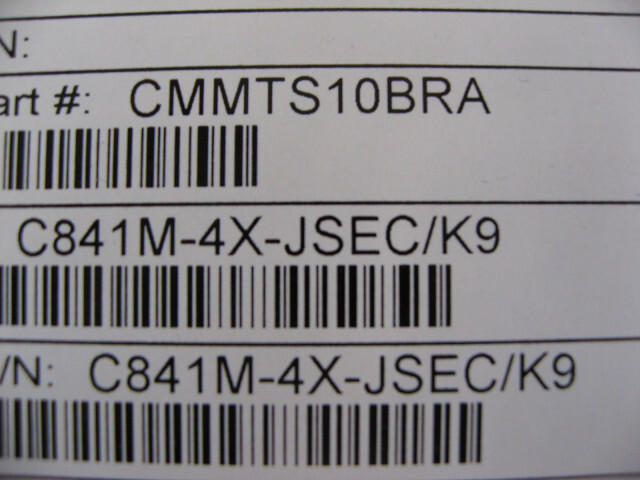 N:
art #: CMMTS10BRA
C841M-4X-JSEC/K9
/N: C841M-4X-JSEC/K9